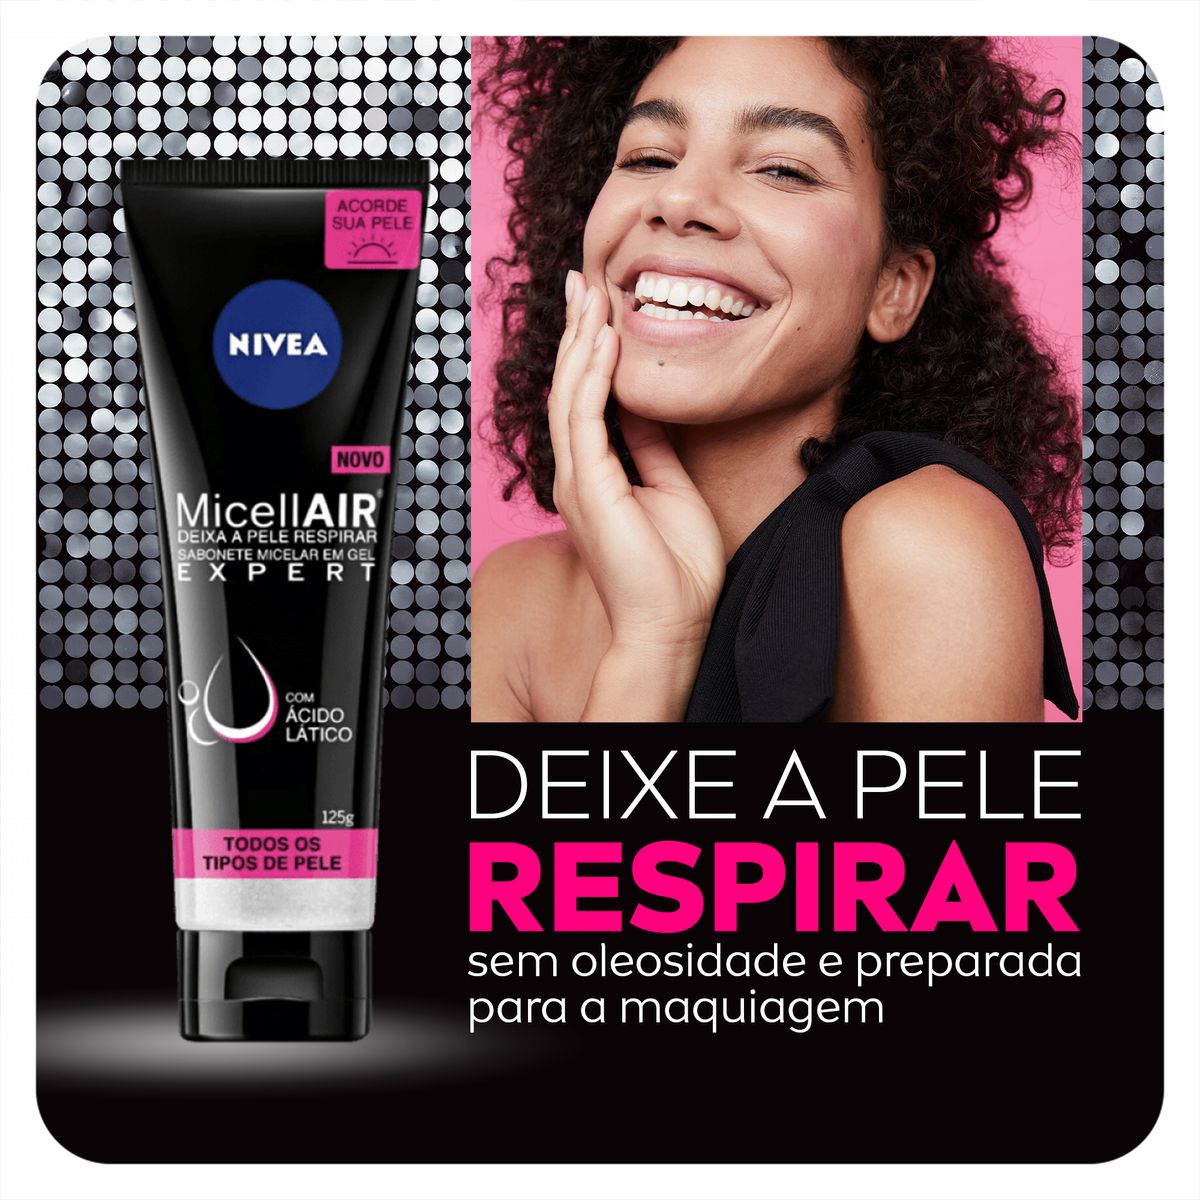 ACORDE
SUA PELE
NIVEA
NOVO
MicellAIR®
DEIXA A PELE RESPIRAR
SABONETE MICELAR EM GEL
EXPERT
COM
ÁCIDO
LÁTICO
125g
TODOS OS
TIPOS DE PELE
DEIXE A PELE
RESPIRAR
sem oleosidade e preparada
para a maquiagem